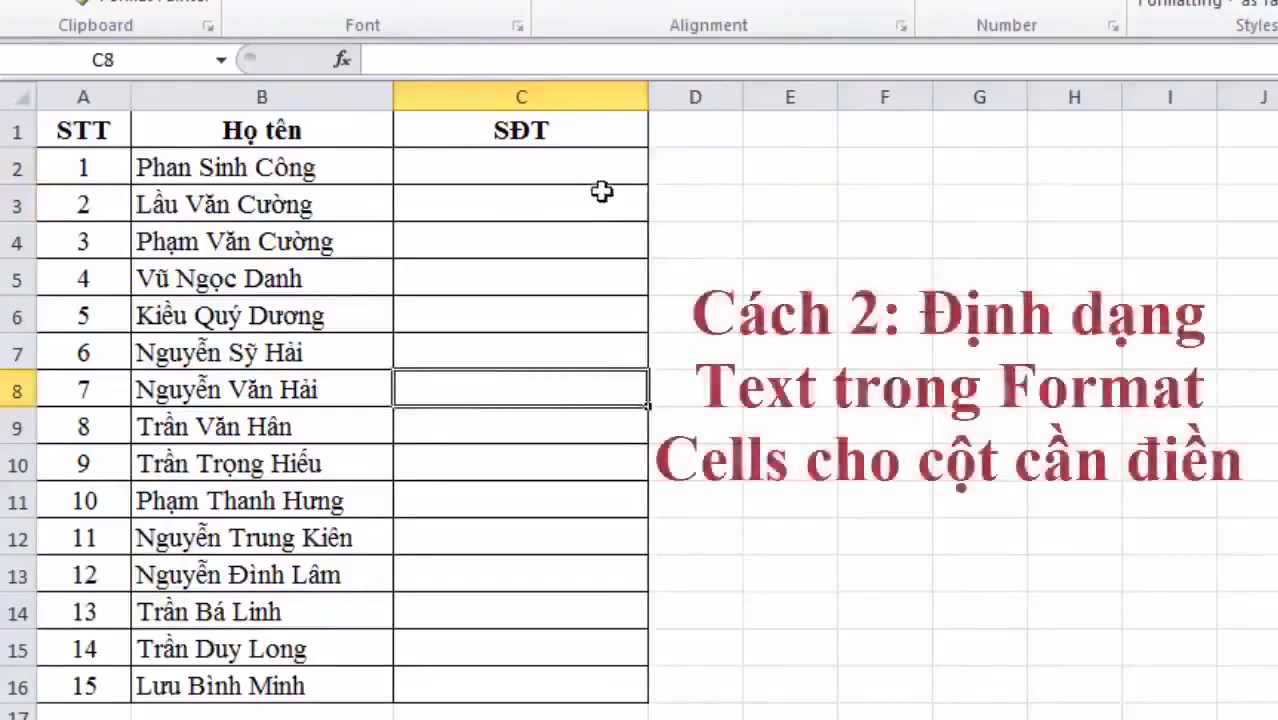 Clipboard Font Alignment Number Styles
C8 fx
A B C D E F G H I J
1 STT Họ tên SĐT
2 1 Phan Sinh Công
3 2 Lầu Văn Cường
4 3 Phạm Văn Cường
5 4 Vũ Ngọc Danh
6 5 Kiều Quý Dương
7 6 Nguyễn Sỹ Hải
8 7 Nguyễn Văn Hải
9 8 Trần Văn Hân
10 9 Trần Trọng Hiếu
11 10 Phạm Thanh Hưng
12 11 Nguyễn Trung Kiên
13 12 Nguyễn Đình Lâm
14 13 Trần Bá Linh
15 14 Trần Duy Long
16 15 Lưu Bình Minh
17
Cách 2: Định dạng
Text trong Format
Cells cho cột cần điền